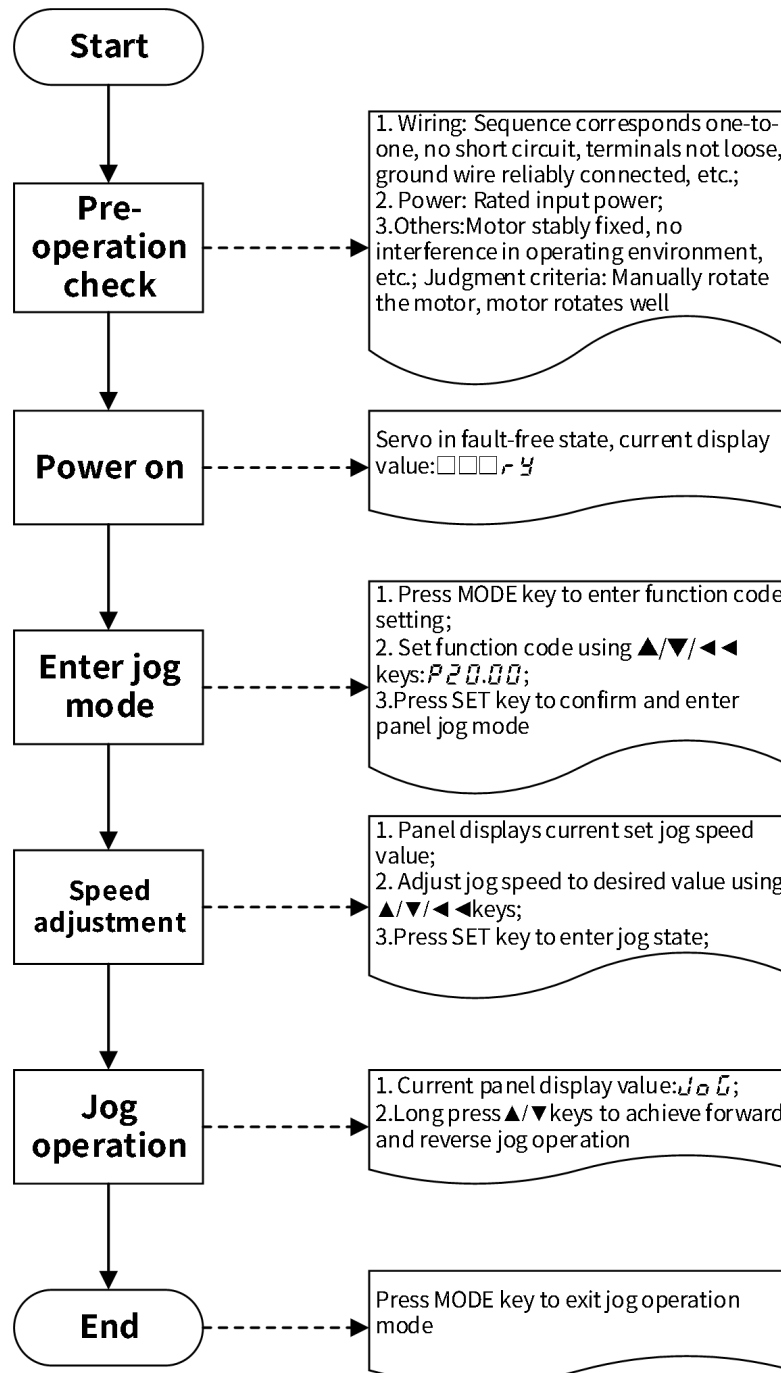 Start
Pre-
operation
check
1. Wiring: Sequence corresponds one-to-
one, no short circuit, terminals not loose,
ground wire reliably connected, etc.;
2. Power: Rated input power;
3.Others:Motor stably fixed, no
interference in operating environment,
etc.; Judgment criteria: Manually rotate
the motor, motor rotates well
Power on
Servo in fault-free state, current display
value:□□□rY
Enter jog
mode
1. Press MODE key to enter function code
setting;
2. Set function code using ▲/▼/◄◄
keys:P20.00;
3.Press SET key to confirm and enter
panel jog mode
Speed
adjustment
1. Panel displays current set jog speed
value;
2. Adjust jog speed to desired value using
▲/▼/◄◄keys;
3.Press SET key to enter jog state;
Jog
operation
1. Current panel display value:JoG;
2.Long press▲/▼keys to achieve forward
and reverse jog operation
End
Press MODE key to exit jog operation
mode